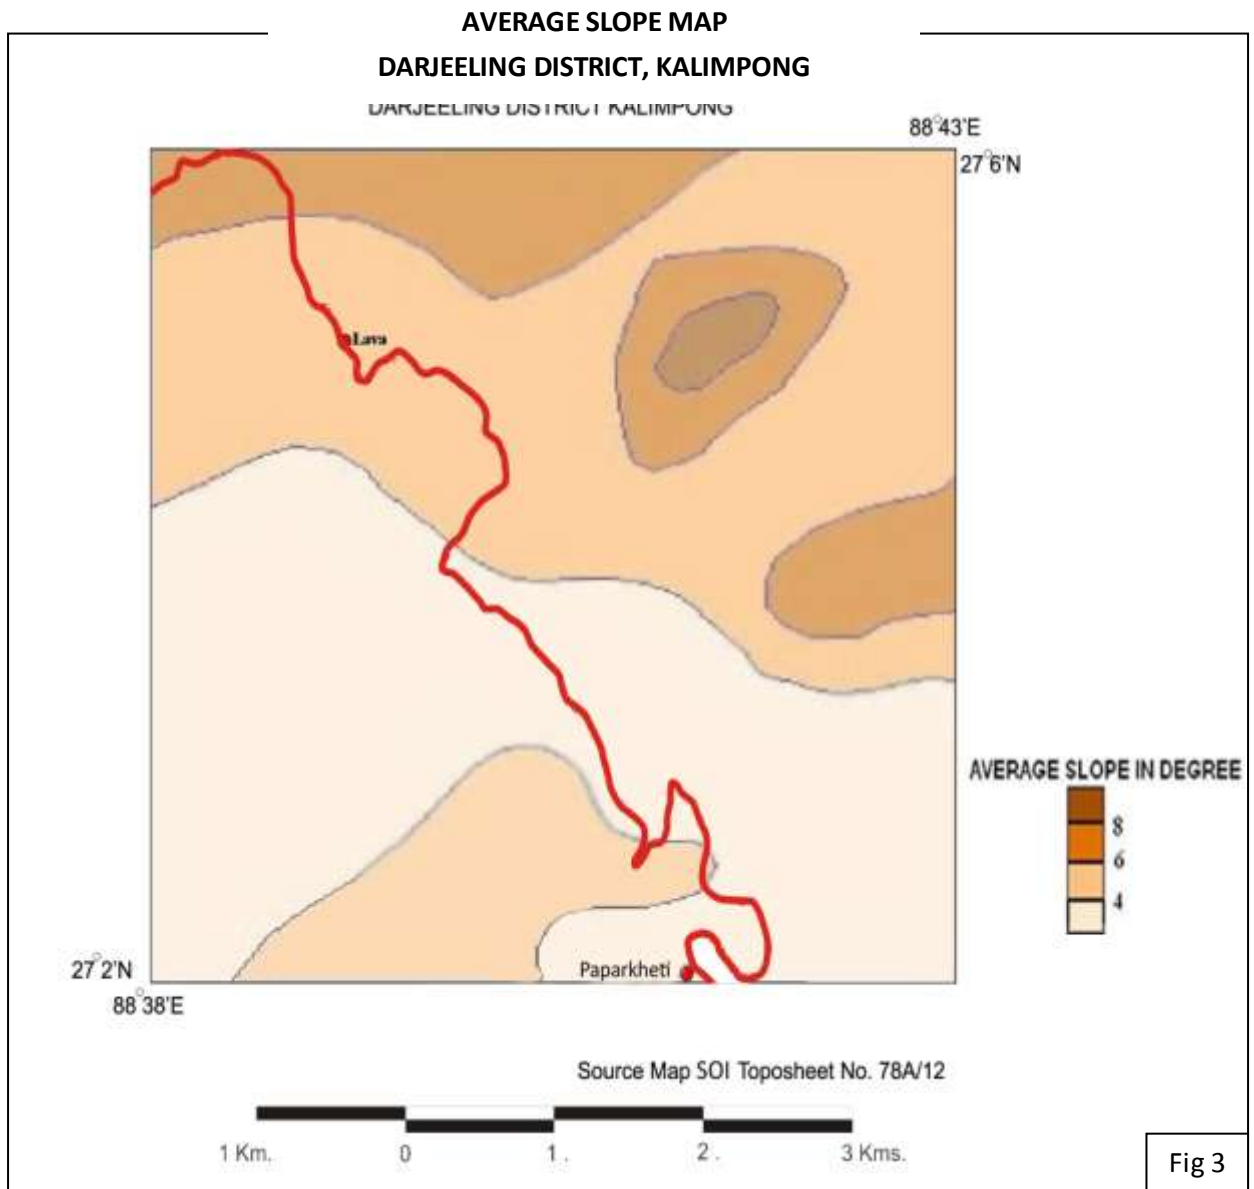 AVERAGE SLOPE MAP
DARJEELING DISTRICT, KALIMPONG
DARJEELING DISTRICT KALIMPONG
88°43'E
27°6'N
Lava
AVERAGE SLOPE IN DEGREE
8
6
4
Paparkheti
27°2'N
88°38'E
Source Map SOI Toposheet No. 78A/12
1 Km. 0 1 . 2 . 3 Kms.
Fig 3